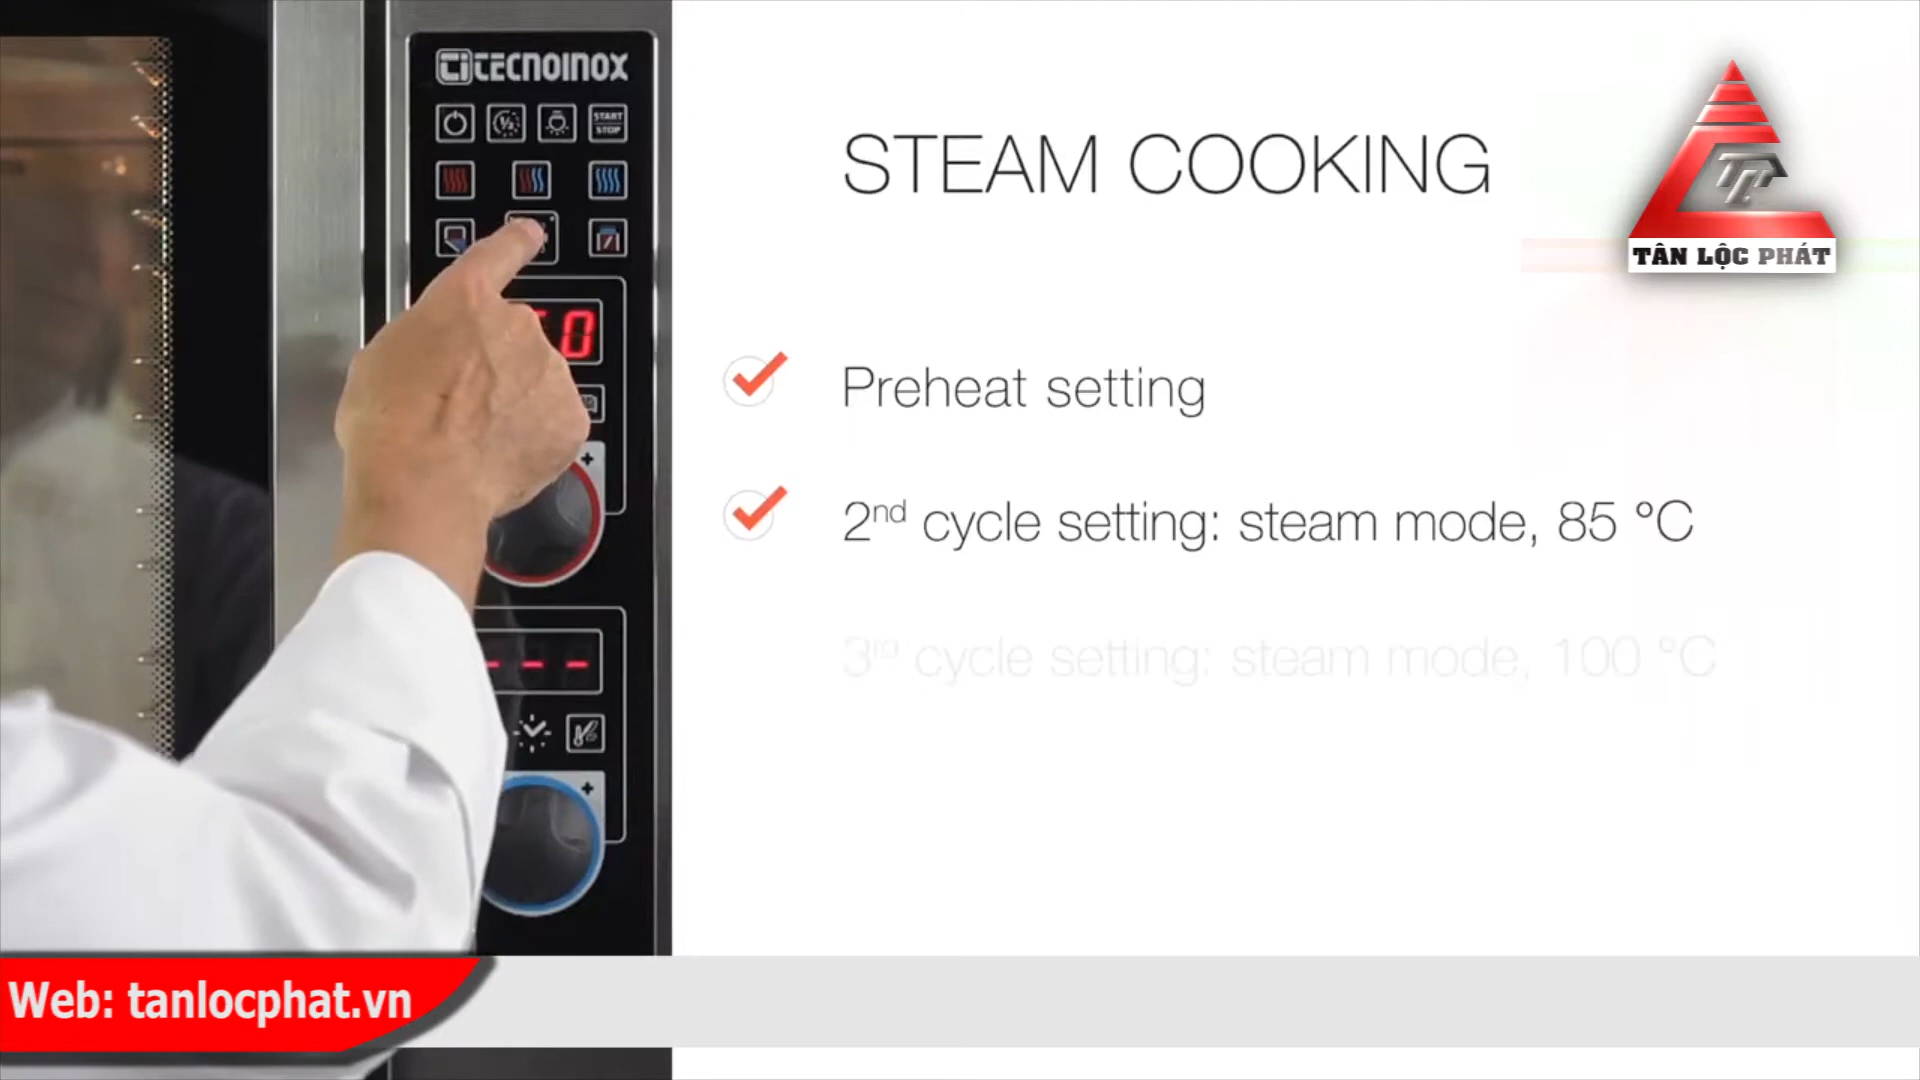 TECNOINOX
START
STOP
0
- - -
+
+
STEAM COOKING
TÂN LỘC PHÁT
Preheat setting
2nd cycle setting: steam mode, 85 °C
3rd cycle setting: steam mode, 100 °C
Web: tanlocphat.vn